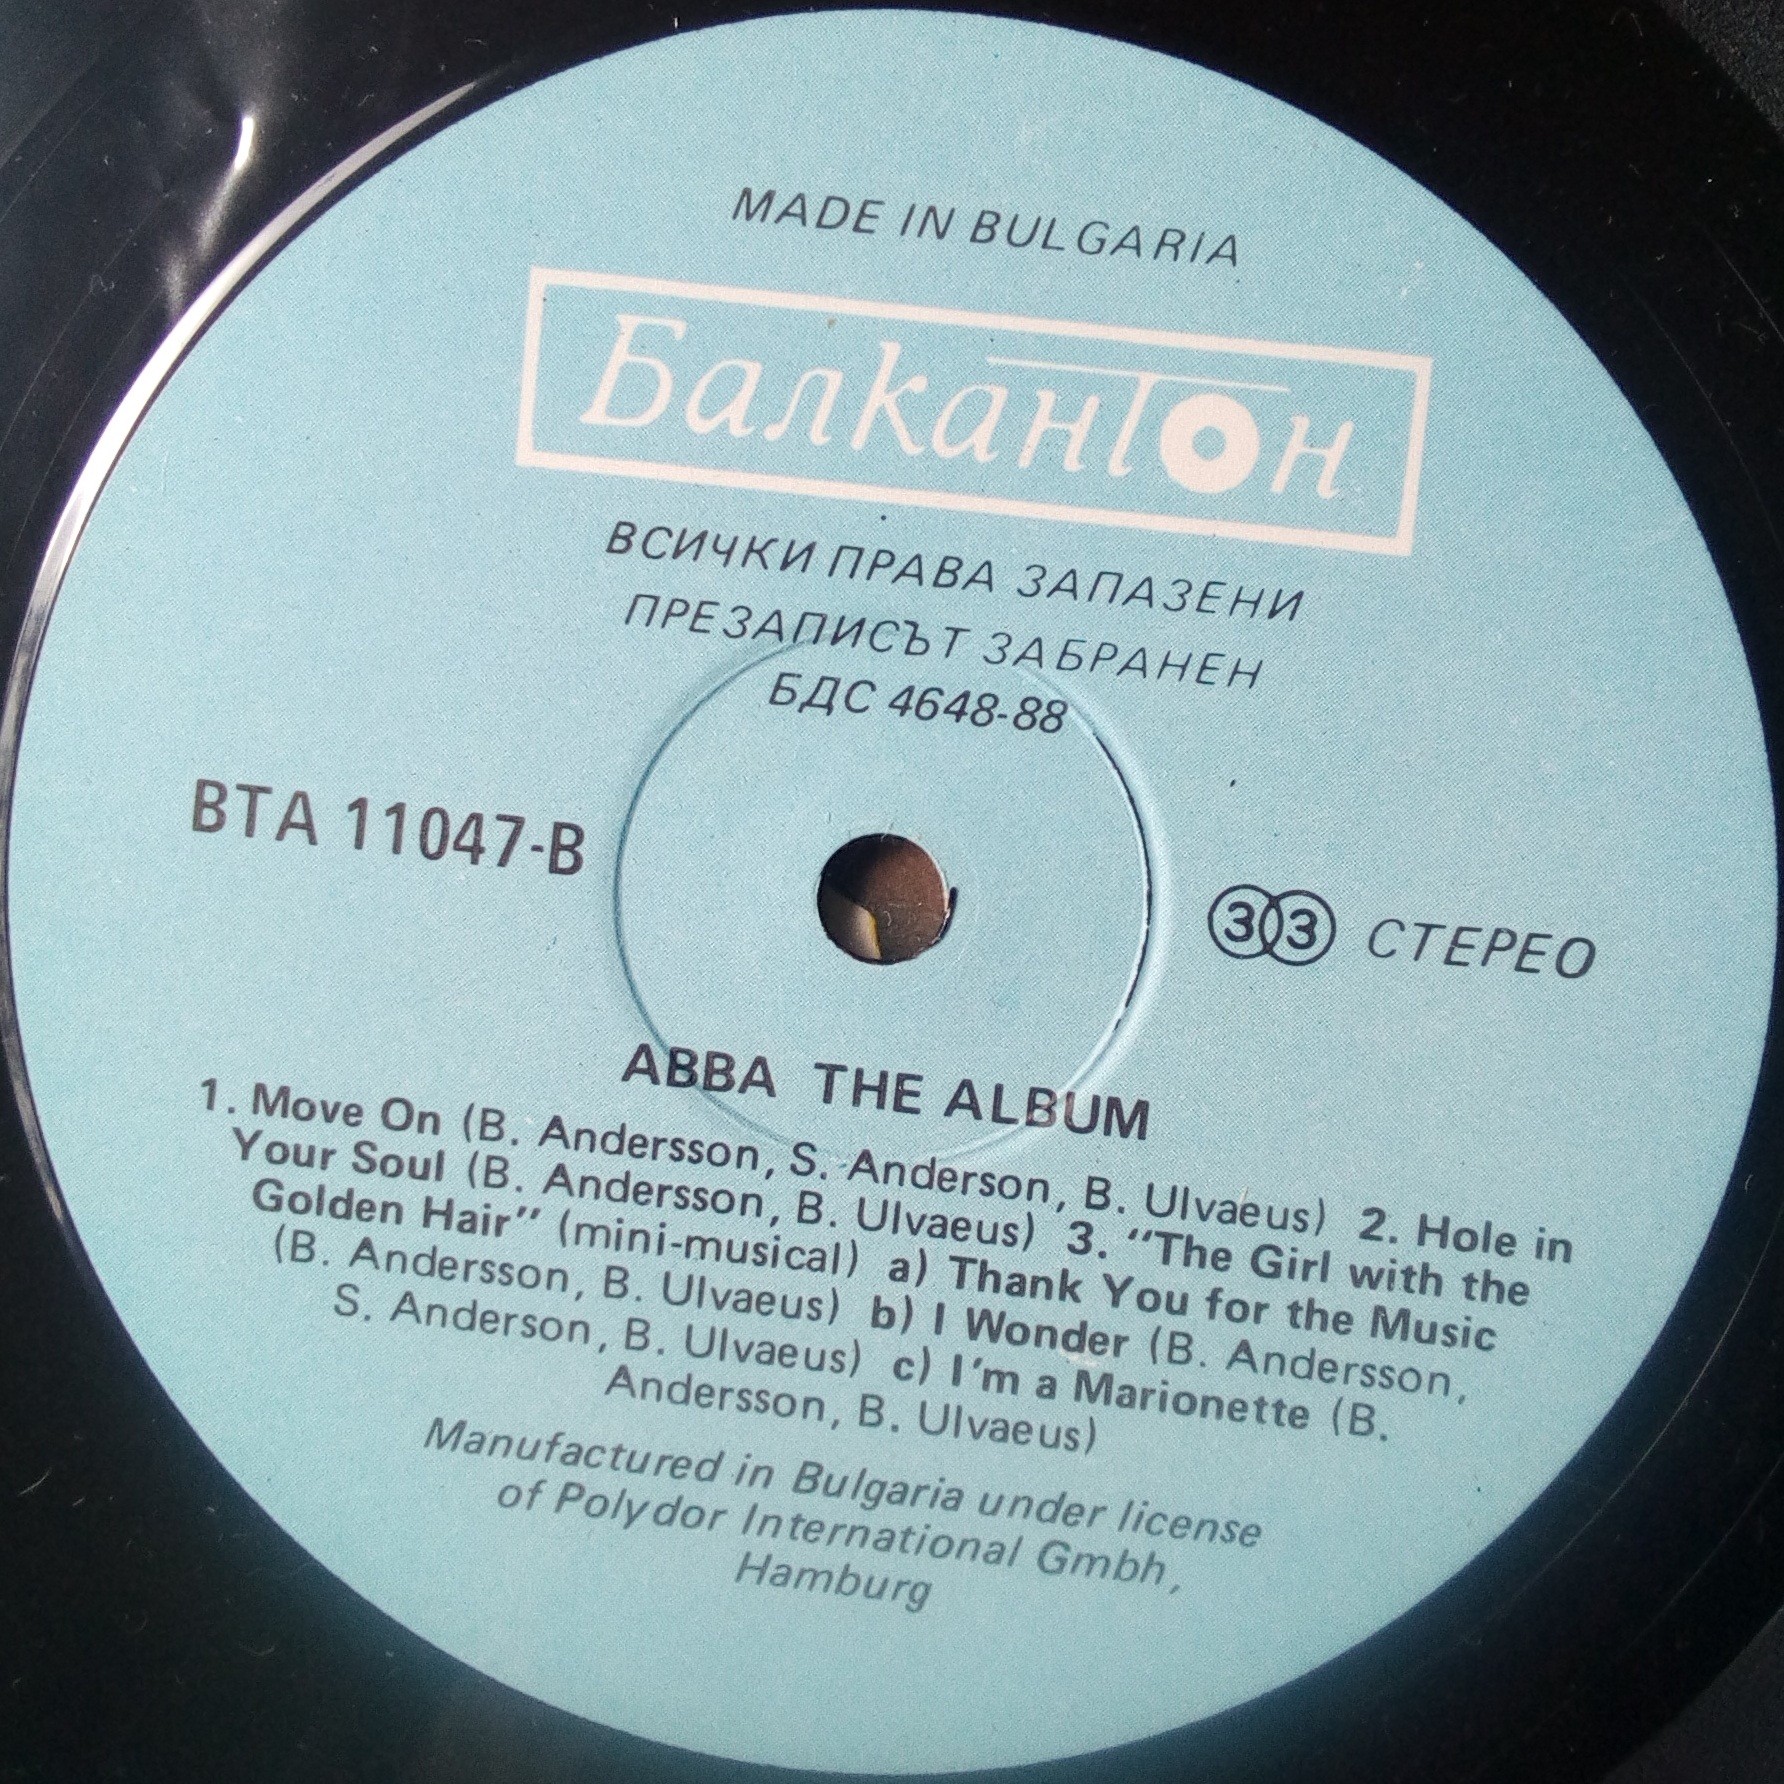 MADE IN BULGARIA
Балкантон
ВСИЧКИ ПРАВА ЗАПАЗЕНИ
ПРЕЗАПИСЪТ ЗАБРАНЕН
БДС 4648-88
ВТА 11047-В
33 СТЕРЕО
ABBA THE ALBUM
1. Move On (B. Andersson, S. Anderson, B. Ulvaeus) 2. Hole in
Your Soul (B. Andersson, B. Ulvaeus) 3. "The Girl with the
Golden Hair" (mini-musical) a) Thank You for the Music
(B. Andersson, B. Ulvaeus) b) I Wonder (B. Andersson,
S. Anderson, B. Ulvaeus) c) I'm a Marionette (B.
Andersson, B. Ulvaeus)
Manufactured in Bulgaria under license
of Polydor International Gmbh,
Hamburg